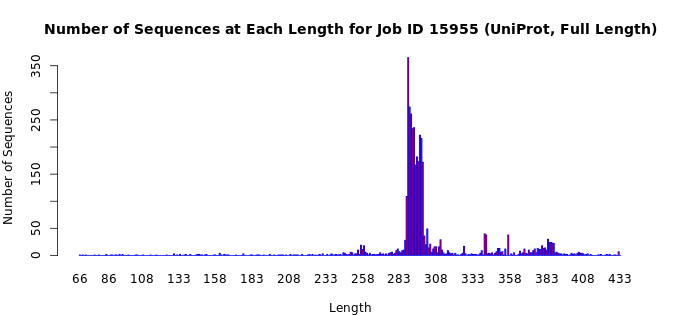 Number of Sequences at Each Length for Job ID 15955 (UniProt, Full Length)
Number of Sequences
350
250
150
50
0
66 86 108 133 158 183 208 233 258 283 308 333 358 383 408 433
Length